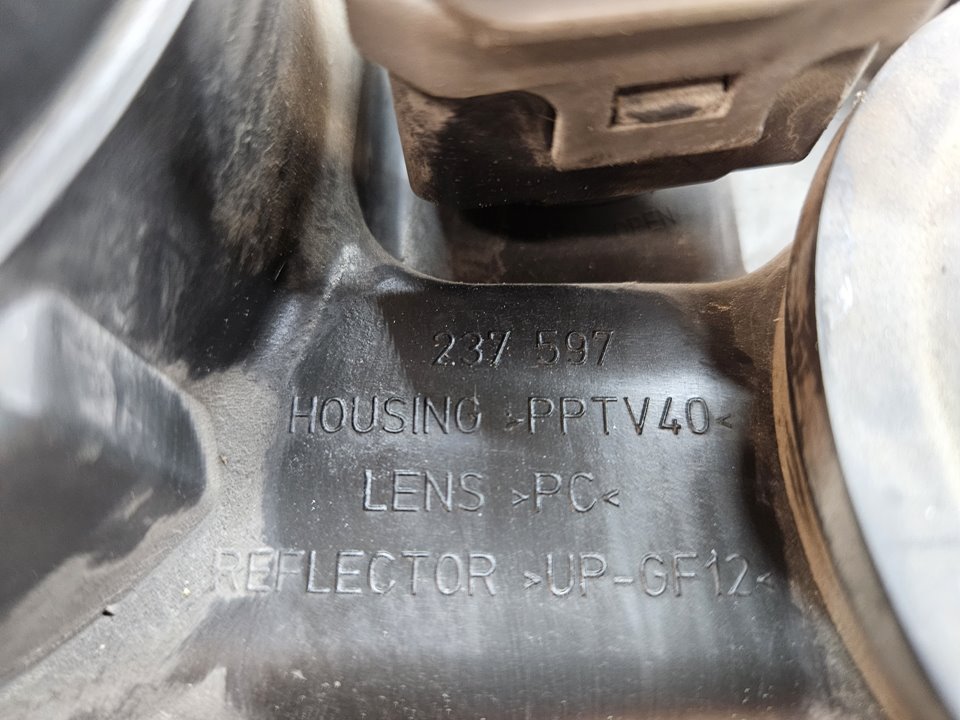 237 597
HOUSING >PPTV40<
LENS >PC<
REFLECTOR >UP-GF12<